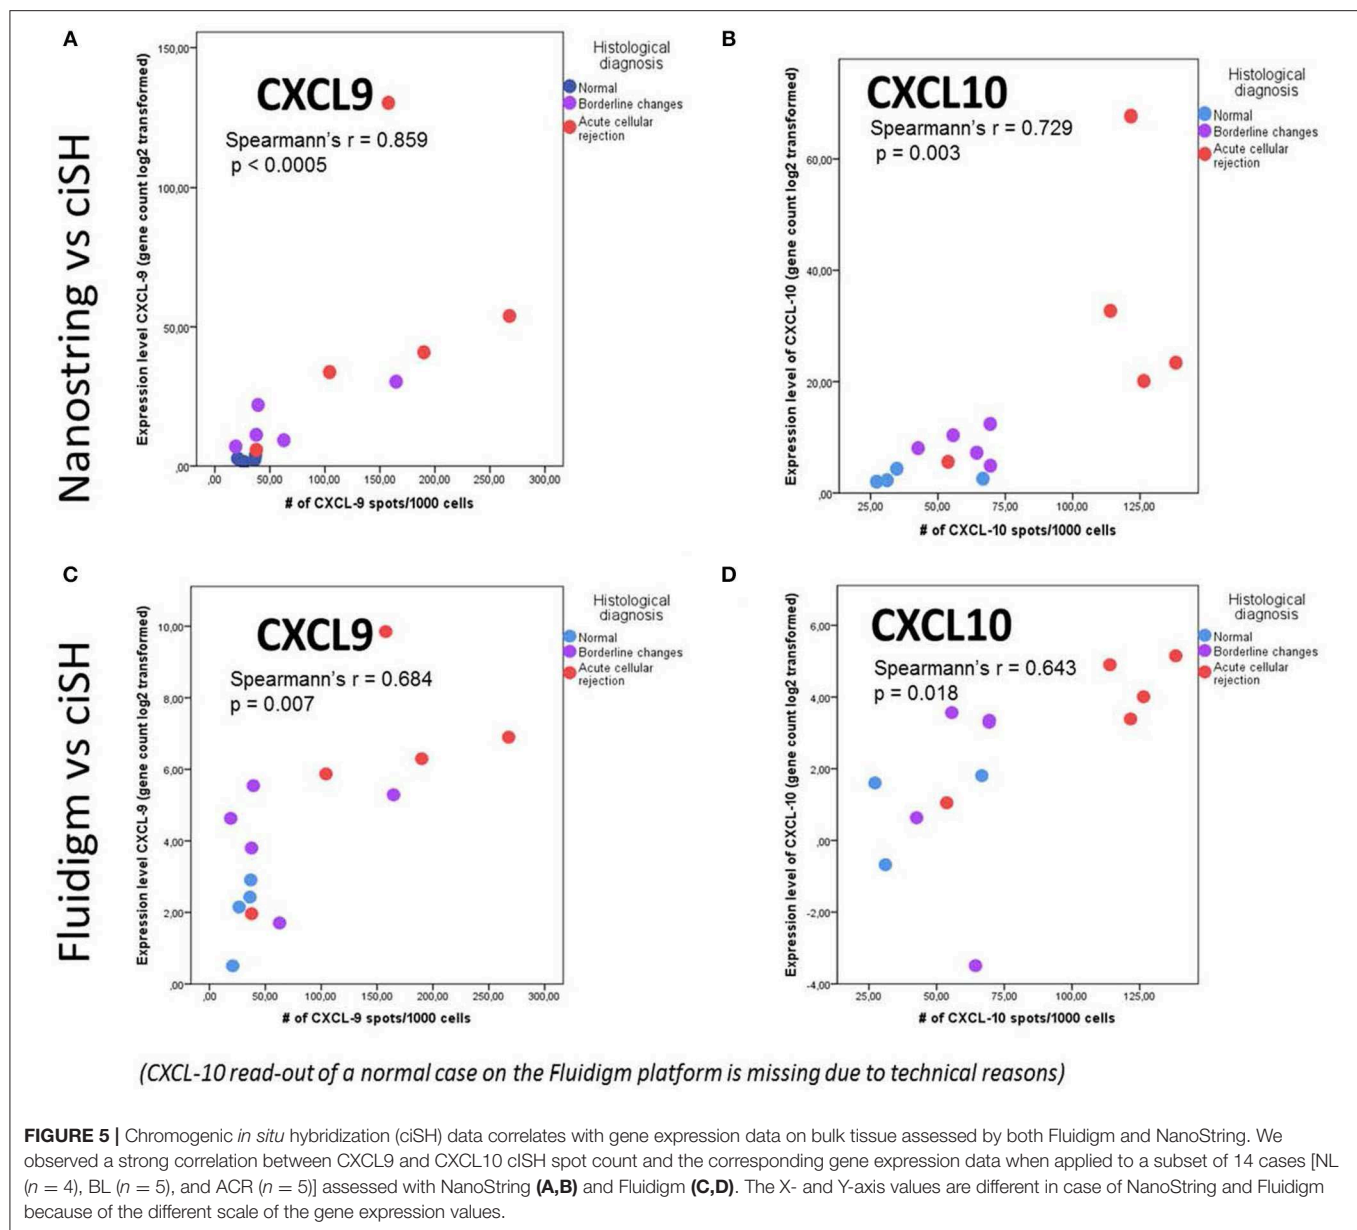 A
Nanostring vs ciSH
CXCL9
Spearmann's r = 0.859
p < 0.0005
Histological
diagnosis
Normal
Borderline changes
Acute cellular
rejection
Expression level CXCL-9 (gene count log2 transformed)
150,00
100,00
50,00
,00
,00 50,00 100,00 150,00 200,00 250,00 300,00
# of CXCL-9 spots/1000 cells
B
CXCL10
Spearmann's r = 0.729
p = 0.003
Histological
diagnosis
Normal
Borderline changes
Acute cellular
rejection
Expression level of CXCL-10 (gene count log2 transformed)
60,00
40,00
20,00
,00
25,00 50,00 75,00 100,00 125,00
# of CXCL-10 spots/1000 cells
C
Fluidigm vs ciSH
CXCL9
Spearmann's r = 0.684
p = 0.007
Histological
diagnosis
Normal
Borderline changes
Acute cellular
rejection
Expression level CXCL-9 (gene count log2 transformed)
10,00
8,00
6,00
4,00
2,00
,00
,00 50,00 100,00 150,00 200,00 250,00 300,00
# of CXCL-9 spots/1000 cells
D
CXCL10
Spearmann's r = 0.643
p = 0.018
Histological
diagnosis
Normal
Borderline changes
Acute cellular
rejection
Expression level of CXCL-10 (gene count log2 transformed)
6,00
4,00
2,00
,00
-2,00
-4,00
25,00 50,00 75,00 100,00 125,00
# of CXCL-10 spots/1000 cells
(CXCL-10 read-out of a normal case on the Fluidigm platform is missing due to technical reasons)
FIGURE 5 | Chromogenic in situ hybridization (ciSH) data correlates with gene expression data on bulk tissue assessed by both Fluidigm and NanoString. We
observed a strong correlation between CXCL9 and CXCL10 cISH spot count and the corresponding gene expression data when applied to a subset of 14 cases [NL
(n = 4), BL (n = 5), and ACR (n = 5)] assessed with NanoString (A,B) and Fluidigm (C,D). The X- and Y-axis values are different in case of NanoString and Fluidigm
because of the different scale of the gene expression values.